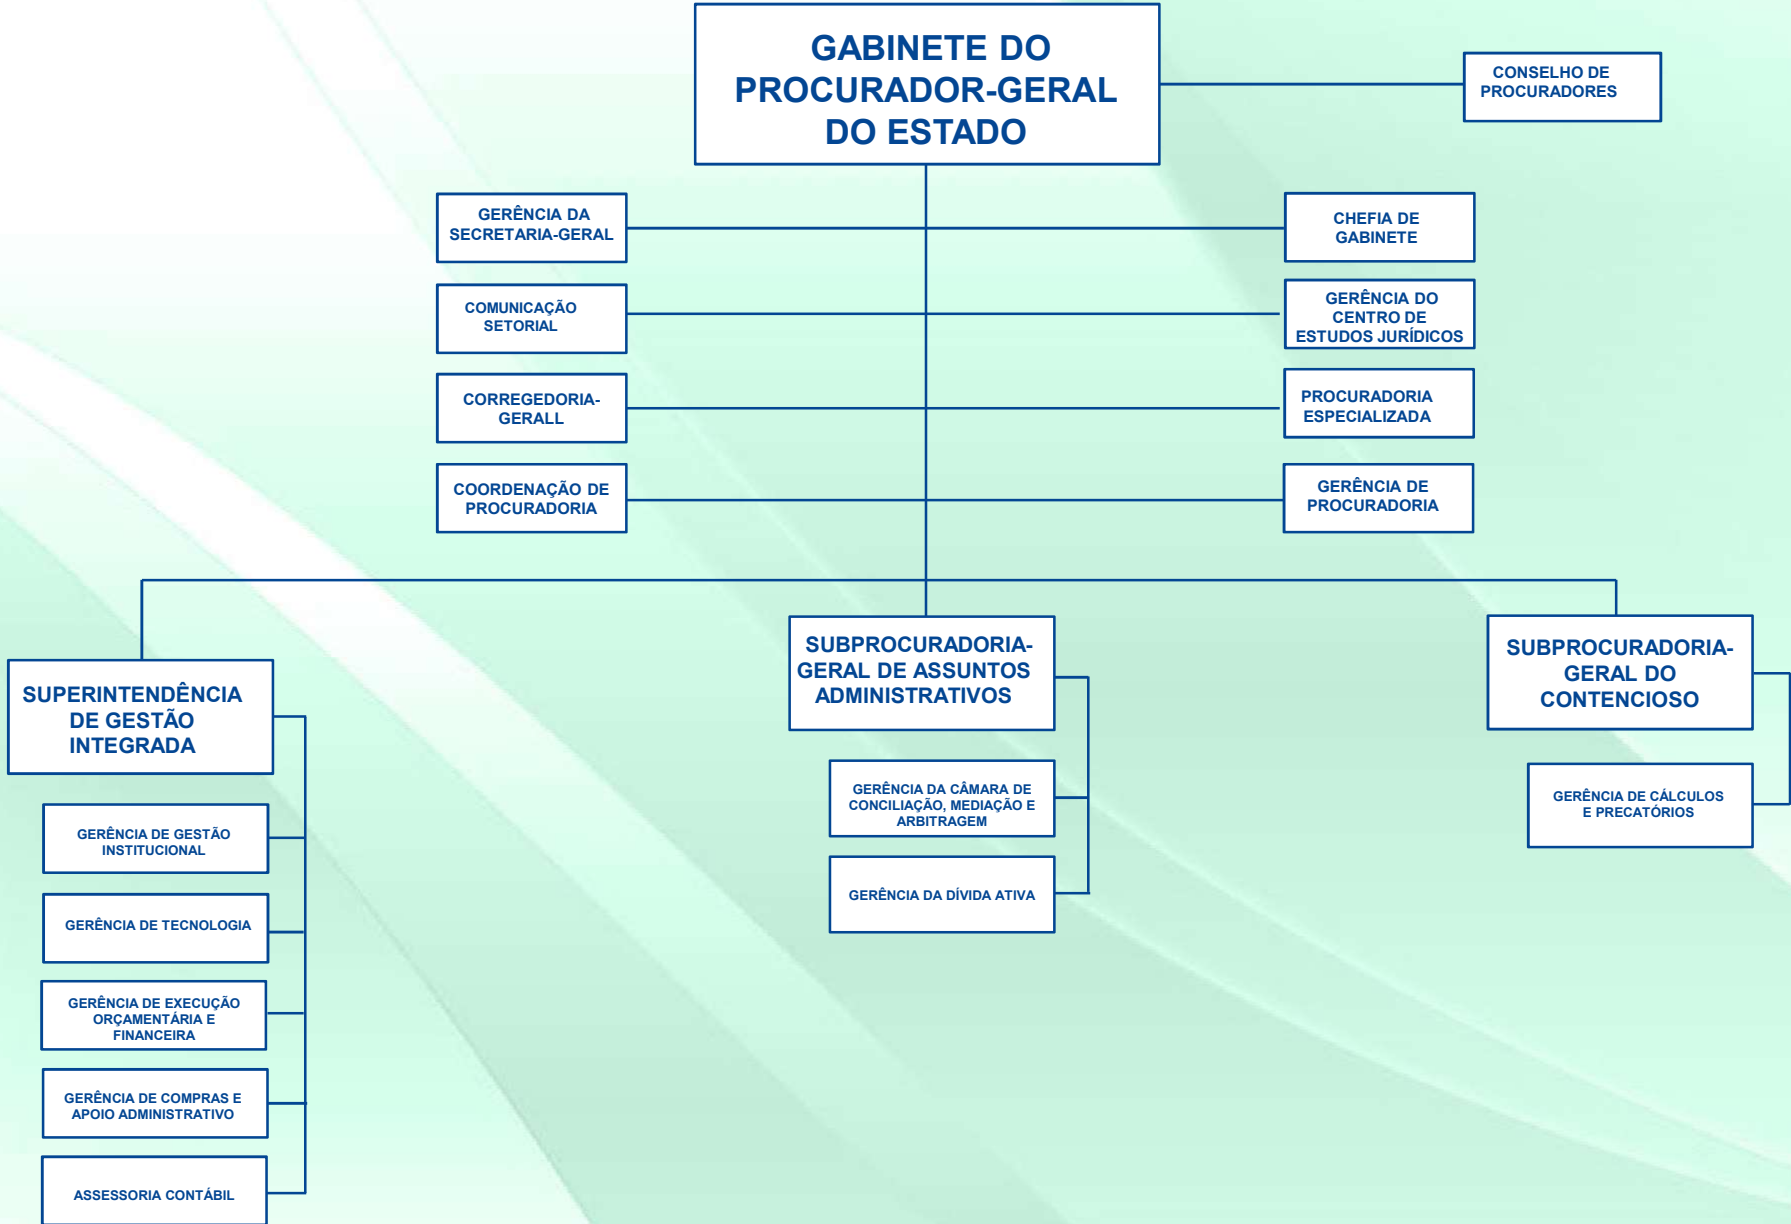 GABINETE DO
PROCURADOR-GERAL
DO ESTADO
CONSELHO DE
PROCURADORES
GERÊNCIA DA
SECRETARIA-GERAL
CHEFIA DE
GABINETE
COMUNICAÇÃO
SETORIAL
GERÊNCIA DO
CENTRO DE
ESTUDOS JURÍDICOS
CORREGEDORIA-
GERALL
PROCURADORIA
ESPECIALIZADA
COORDENAÇÃO DE
PROCURADORIA
GERÊNCIA DE
PROCURADORIA
SUPERINTENDÊNCIA
DE GESTÃO
INTEGRADA
GERÊNCIA DE GESTÃO
INSTITUCIONAL
GERÊNCIA DE TECNOLOGIA
GERÊNCIA DE EXECUÇÃO
ORÇAMENTÁRIA E
FINANCEIRA
GERÊNCIA DE COMPRAS E
APOIO ADMINISTRATIVO
ASSESSORIA CONTÁBIL
SUBPROCURADORIA-
GERAL DE ASSUNTOS
ADMINISTRATIVOS
GERÊNCIA DA CÂMARA DE
CONCILIAÇÃO, MEDIAÇÃO E
ARBITRAGEM
GERÊNCIA DA DÍVIDA ATIVA
SUBPROCURADORIA-
GERAL DO
CONTENCIOSO
GERÊNCIA DE CÁLCULOS
E PRECATÓRIOS